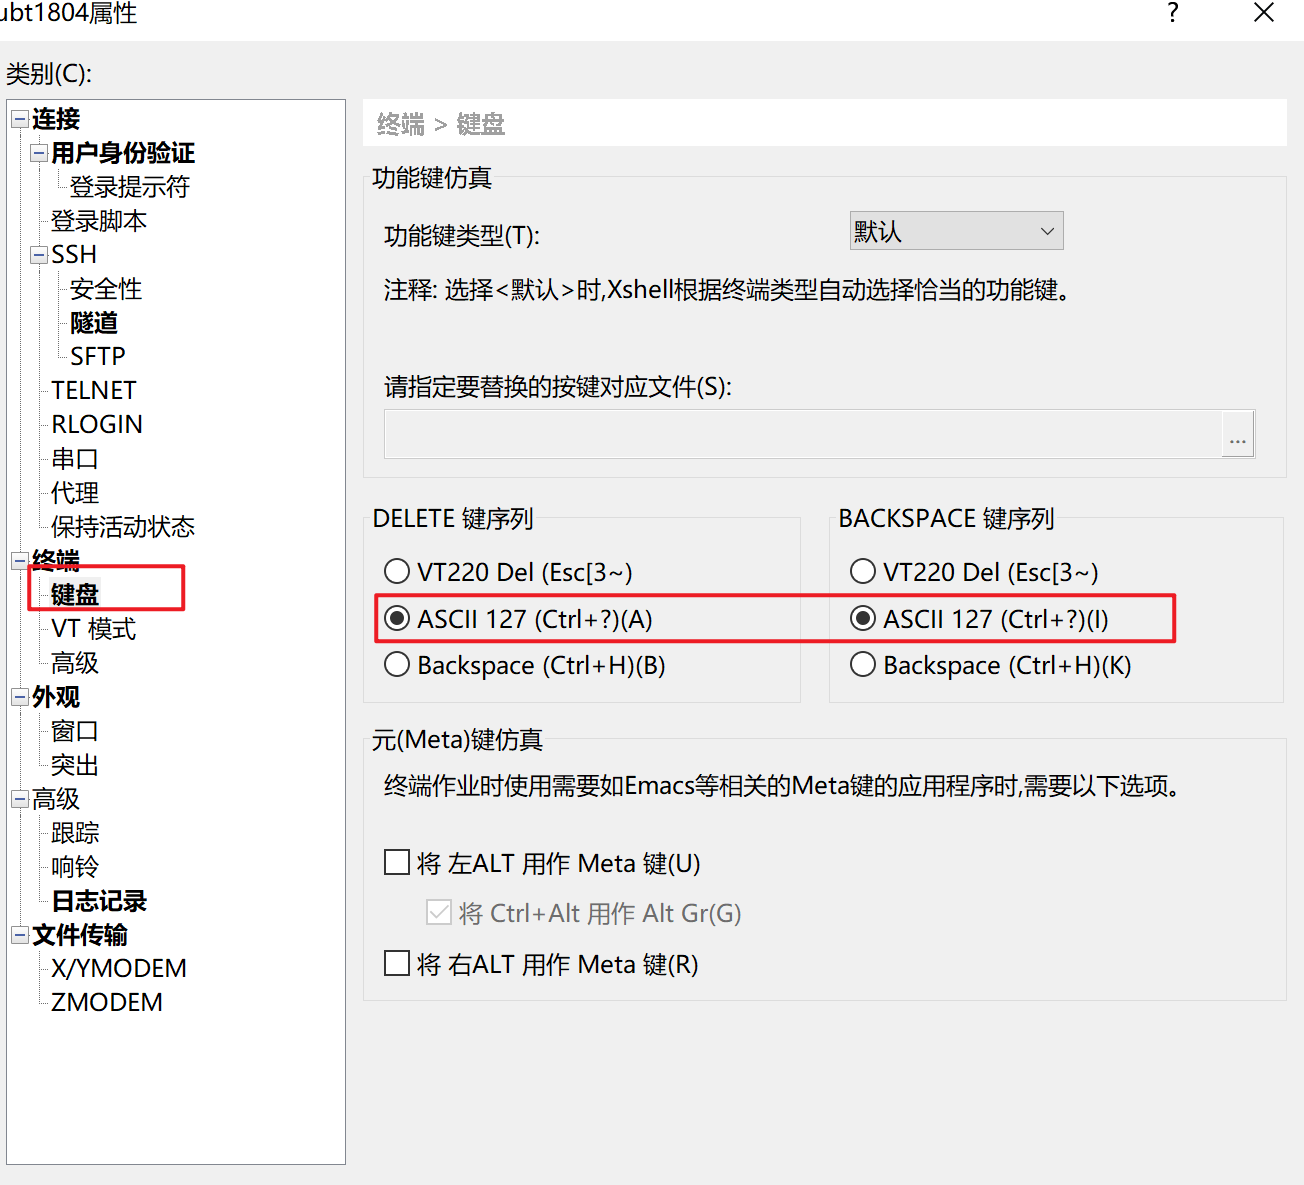 ubt1804属性
类别(C):
连接
用户身份验证
登录提示符
登录脚本
SSH
安全性
隧道
SFTP
TELNET
RLOGIN
串口
代理
保持活动状态
终端
键盘
VT 模式
高级
外观
窗口
突出
高级
跟踪
响铃
日志记录
文件传输
X/YMODEM
ZMODEM
终端 > 键盘
功能键仿真
功能键类型(T):
默认
注释: 选择<默认>时,Xshell根据终端类型自动选择恰当的功能键。
请指定要替换的按键对应文件(S):
...
DELETE 键序列
VT220 Del (Esc[3~)
ASCII 127 (Ctrl+?)(A)
Backspace (Ctrl+H)(B)
BACKSPACE 键序列
VT220 Del (Esc[3~)
ASCII 127 (Ctrl+?)(I)
Backspace (Ctrl+H)(K)
元(Meta)键仿真
终端作业时使用需要如Emacs等相关的Meta键的应用程序时,需要以下选项。
将 左ALT 用作 Meta 键(U)
将 Ctrl+Alt 用作 Alt Gr(G)
将 右ALT 用作 Meta 键(R)